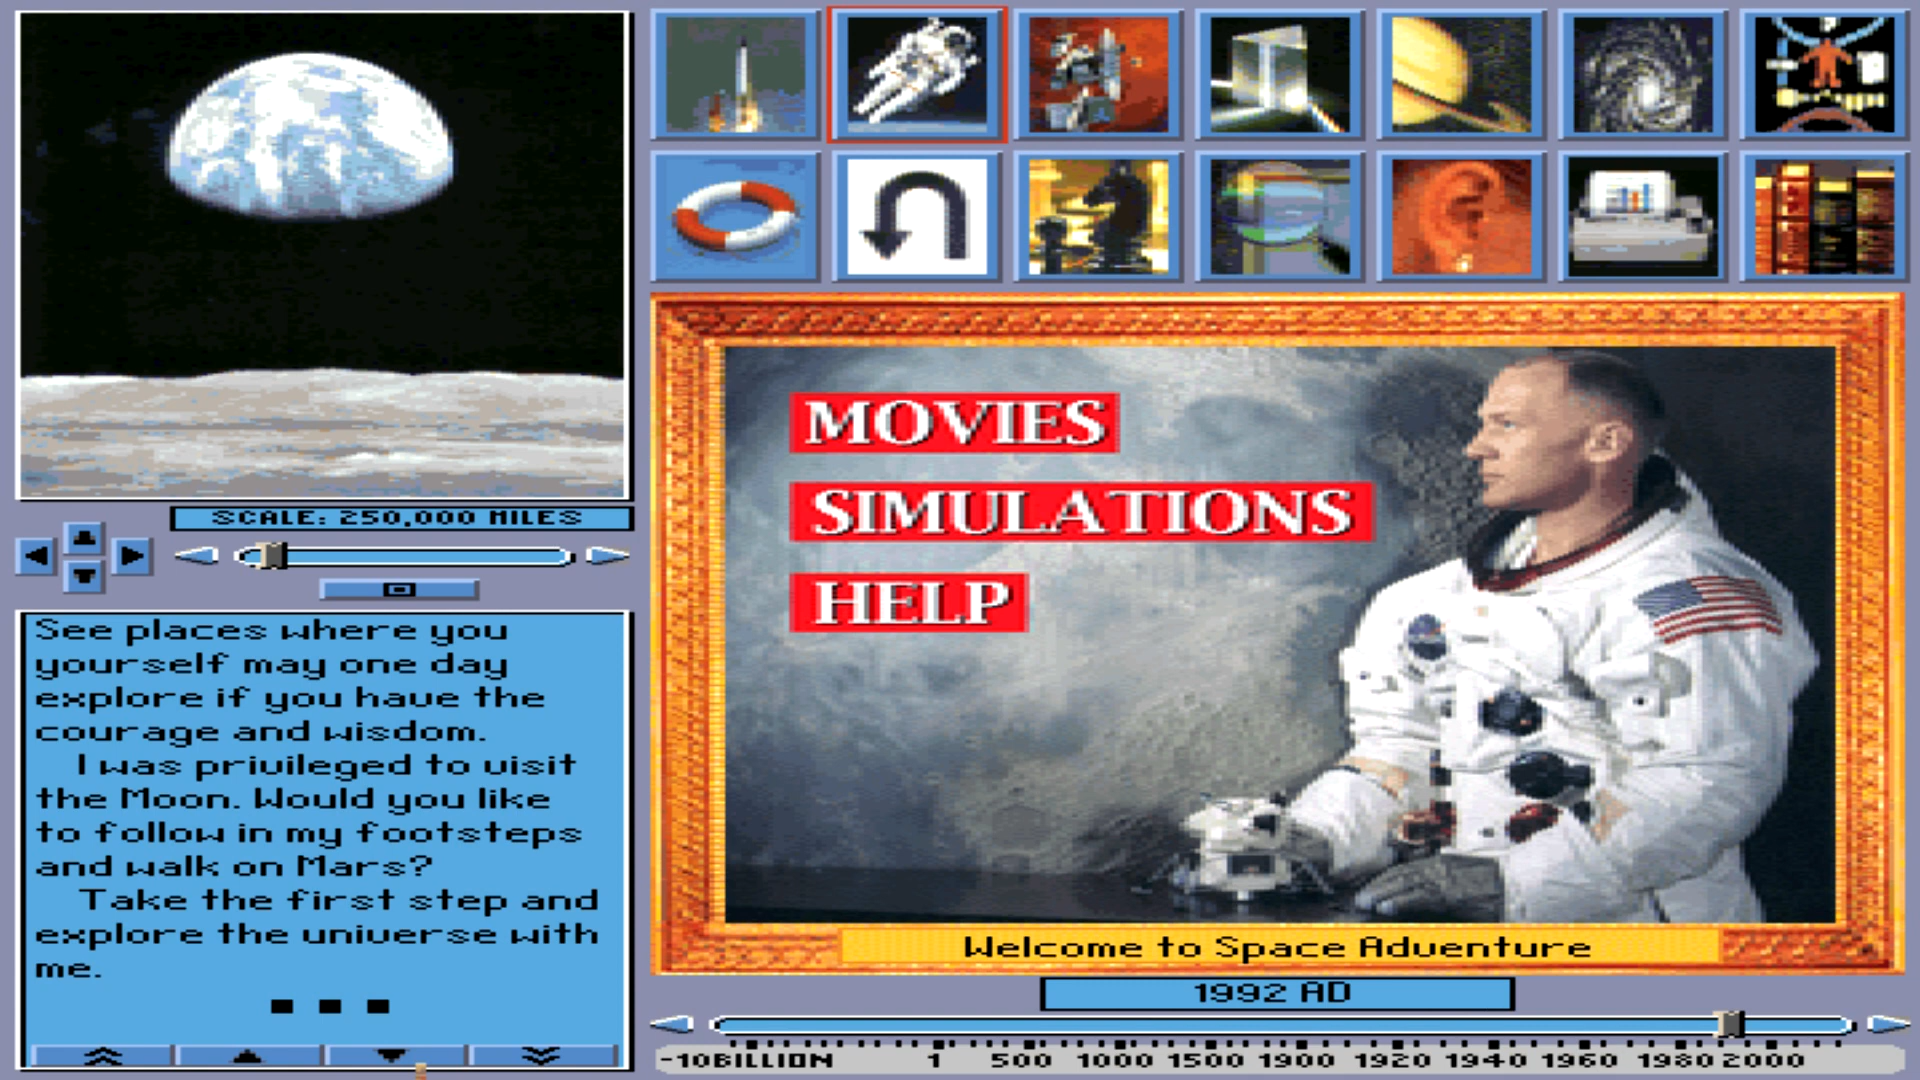 SCALE: 250,000 MILES
See places where you
yourself may one day
explore if you have the
courage and wisdom.
I was privileged to visit
the Moon. Would you like
to follow in my footsteps
and walk on Mars?
Take the first step and
explore the universe with
me.
MOVIES
SIMULATIONS
HELP
Welcome to Space Adventure
1992 AD
-10BILLION 1 500 1000 1500 1900 1920 1940 1960 1980 2000